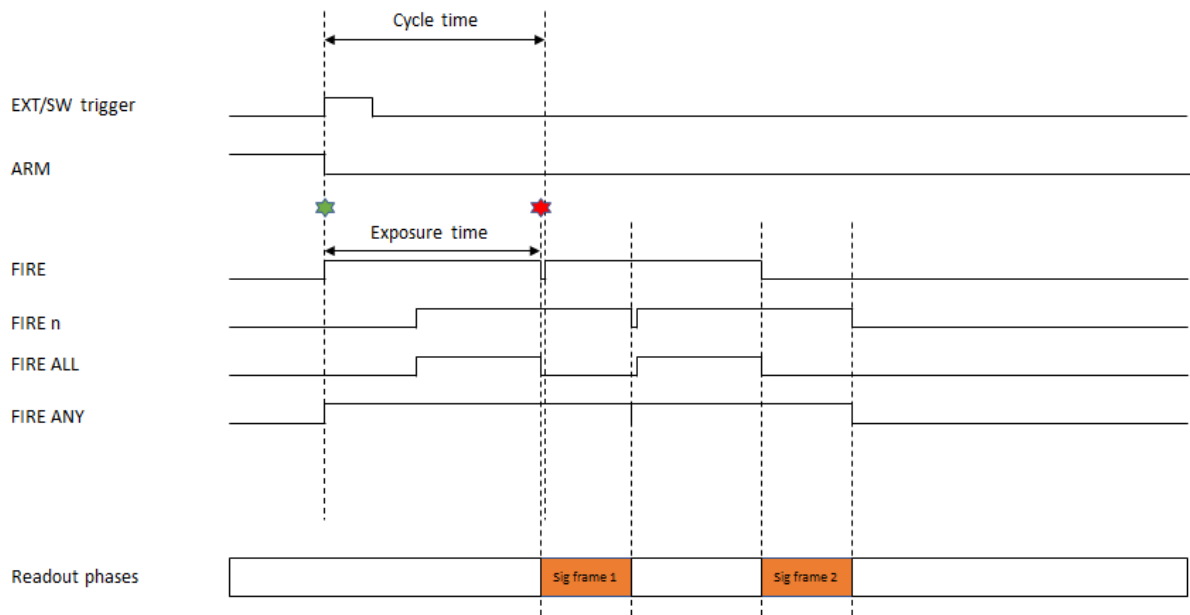 Cycle time
EXT/SW trigger
ARM
Exposure time
FIRE
FIRE n
FIRE ALL
FIRE ANY
Readout phases
Sig frame 1
Sig frame 2